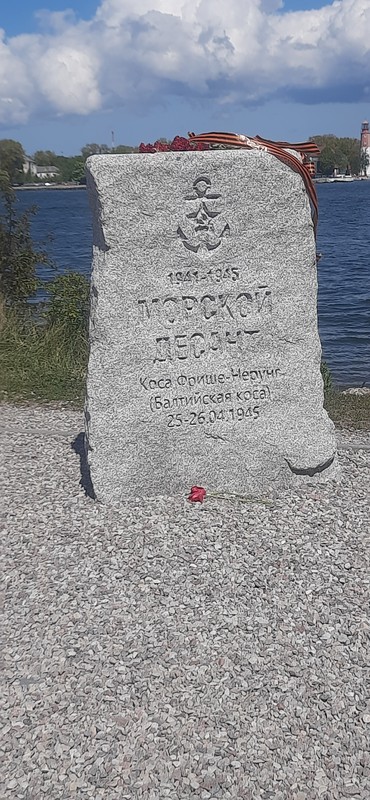 1941-1945
МОРСКОЙ
ДЕСАНТ
Коса Фрише-Нерунг
(Балтийская коса)
25-26.04.1945